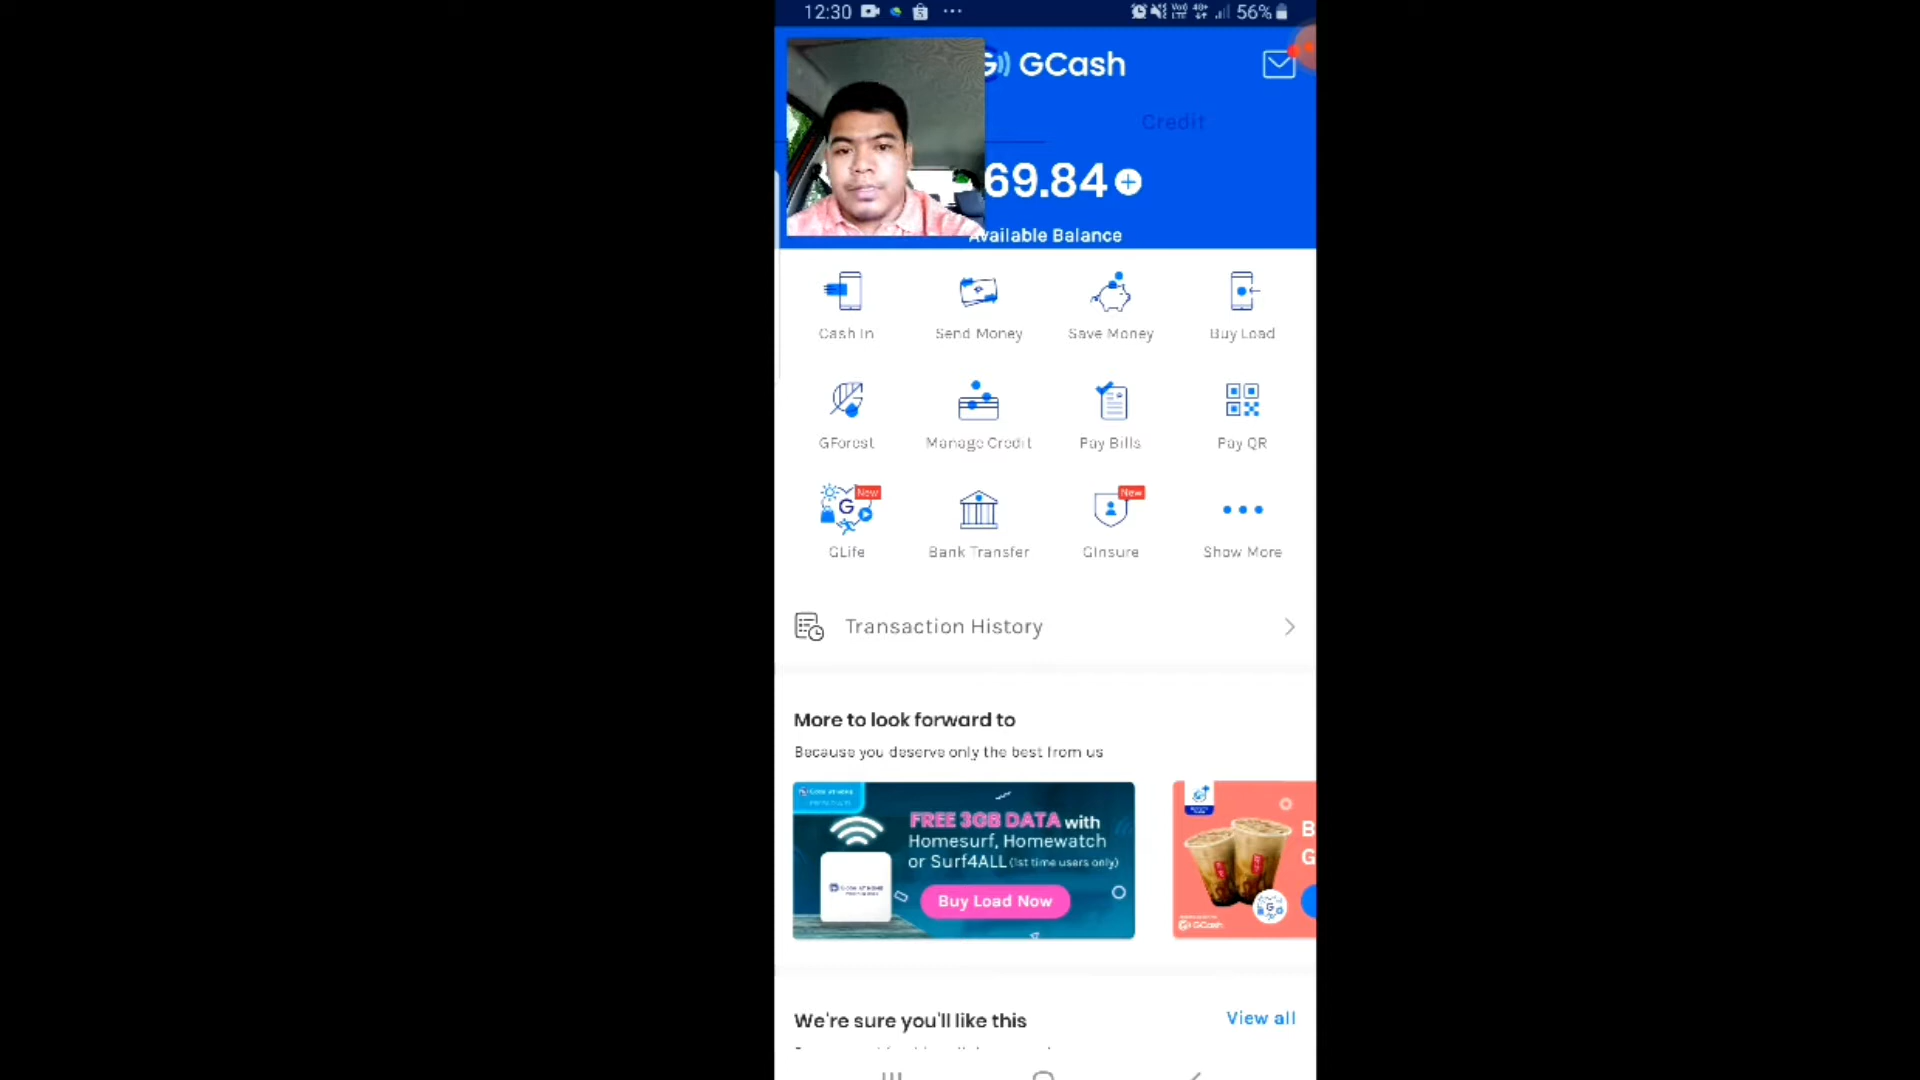 12:30
56%
GCash
Credit
69.84
Available Balance
Cash In
Send Money
Save Money
Buy Load
GForest
Manage Credit
Pay Bills
Pay QR
New
New
GLife
Bank Transfer
GInsure
Show More
Transaction History
More to look forward to
Because you deserve only the best from us
FREE 3GB DATA with
Homesurf, Homewatch
or Surf4ALL (1st time users only)
Buy Load Now
B
G
GCash
We're sure you'll like this
View all